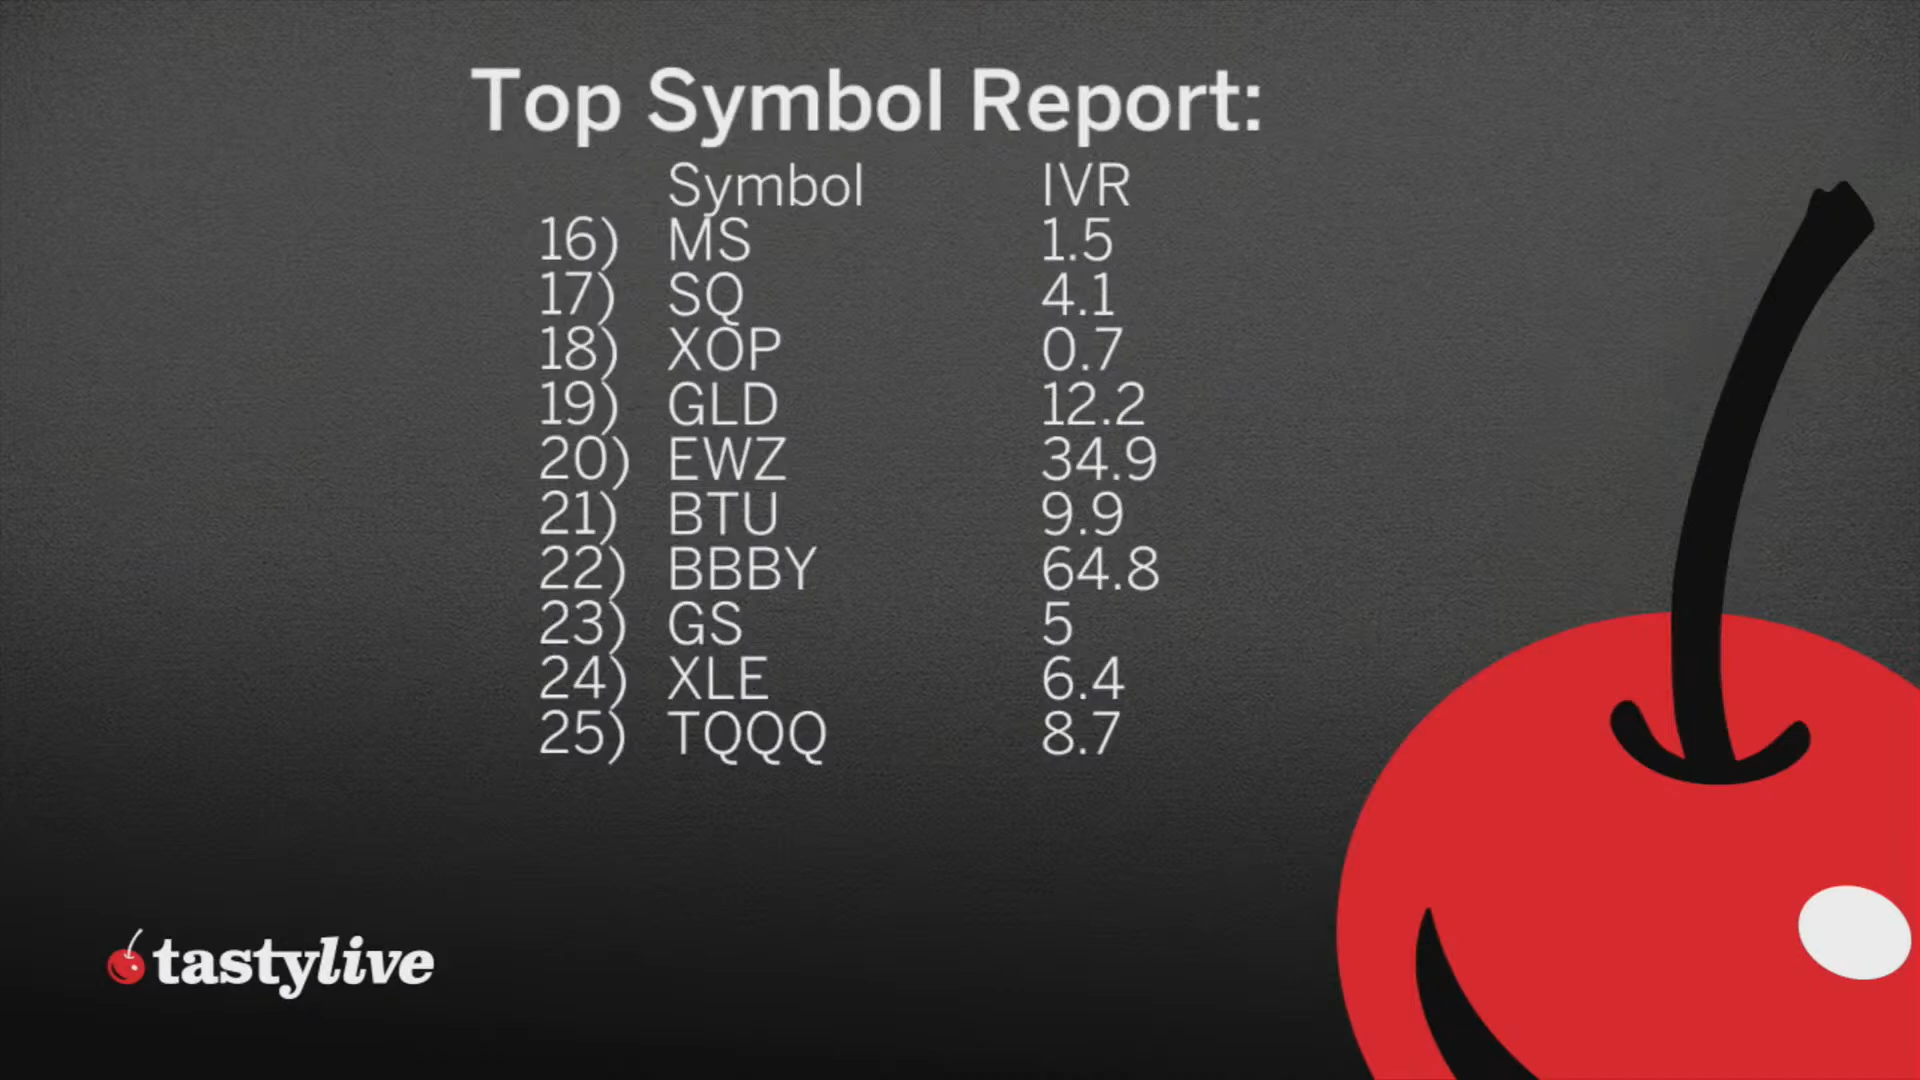 Top Symbol Report:
Symbol IVR
16) MS 1.5
17) SQ 4.1
18) XOP 0.7
19) GLD 12.2
20) EWZ 34.9
21) BTU 9.9
22) BBBY 64.8
23) GS 5
24) XLE 6.4
25) TQQQ 8.7
tastylive